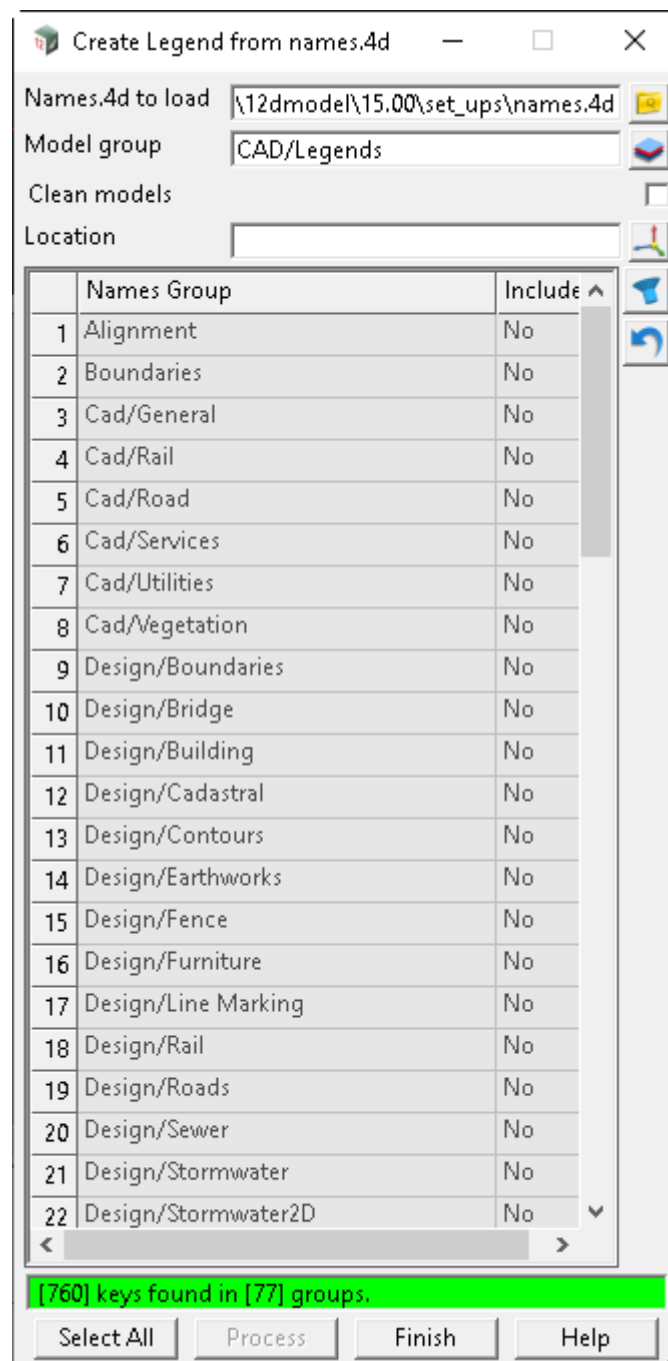 Create Legend from names.4d
Names.4d to load \12dmodel\15.00\set_ups\names.4d
Model group CAD/Legends
Clean models
Location
Names Group Include
1 Alignment No
2 Boundaries No
3 Cad/General No
4 Cad/Rail No
5 Cad/Road No
6 Cad/Services No
7 Cad/Utilities No
8 Cad/Vegetation No
9 Design/Boundaries No
10 Design/Bridge No
11 Design/Building No
12 Design/Cadastral No
13 Design/Contours No
14 Design/Earthworks No
15 Design/Fence No
16 Design/Furniture No
17 Design/Line Marking No
18 Design/Rail No
19 Design/Roads No
20 Design/Sewer No
21 Design/Stormwater No
22 Design/Stormwater2D No
[760] keys found in [77] groups.
Select All Process Finish Help